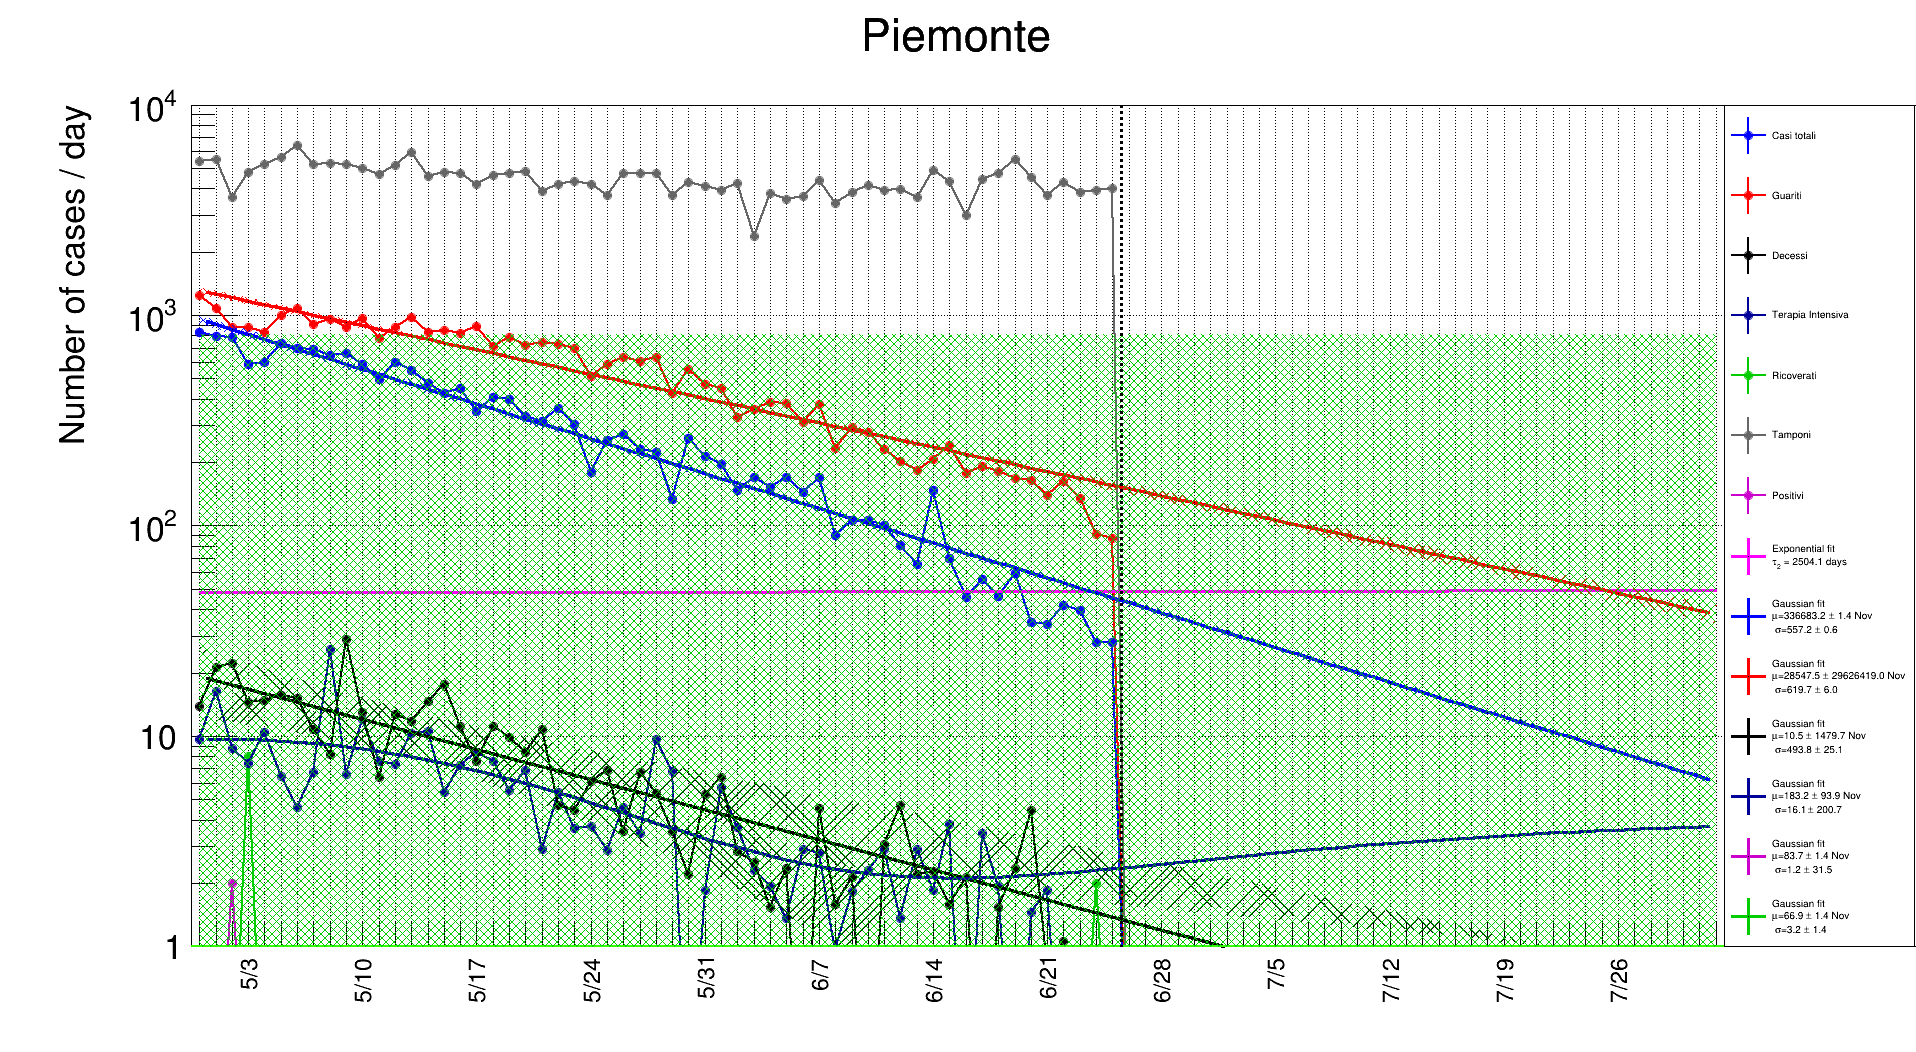 Piemonte
Number of cases / day
10^4
10^3
10^2
10
1
5/3
5/10
5/17
5/24
5/31
6/7
6/14
6/21
6/28
7/5
7/12
7/19
7/26
Casi totali
Guariti
Decessi
Terapia Intensiva
Ricoverati
Tamponi
Positivi
Exponential fit
τ₂ = 2504.1 days
Gaussian fit
μ=336683.2 ± 1.4 Nov
σ=557.2 ± 0.6
Gaussian fit
μ=28547.5 ± 29626419.0 Nov
σ=619.7 ± 6.0
Gaussian fit
μ=10.5 ± 1479.7 Nov
σ=493.8 ± 25.1
Gaussian fit
μ=183.2 ± 93.9 Nov
σ=16.1 ± 200.7
Gaussian fit
μ=83.7 ± 1.4 Nov
σ=1.2 ± 31.5
Gaussian fit
μ=66.9 ± 1.4 Nov
σ=3.2 ± 1.4